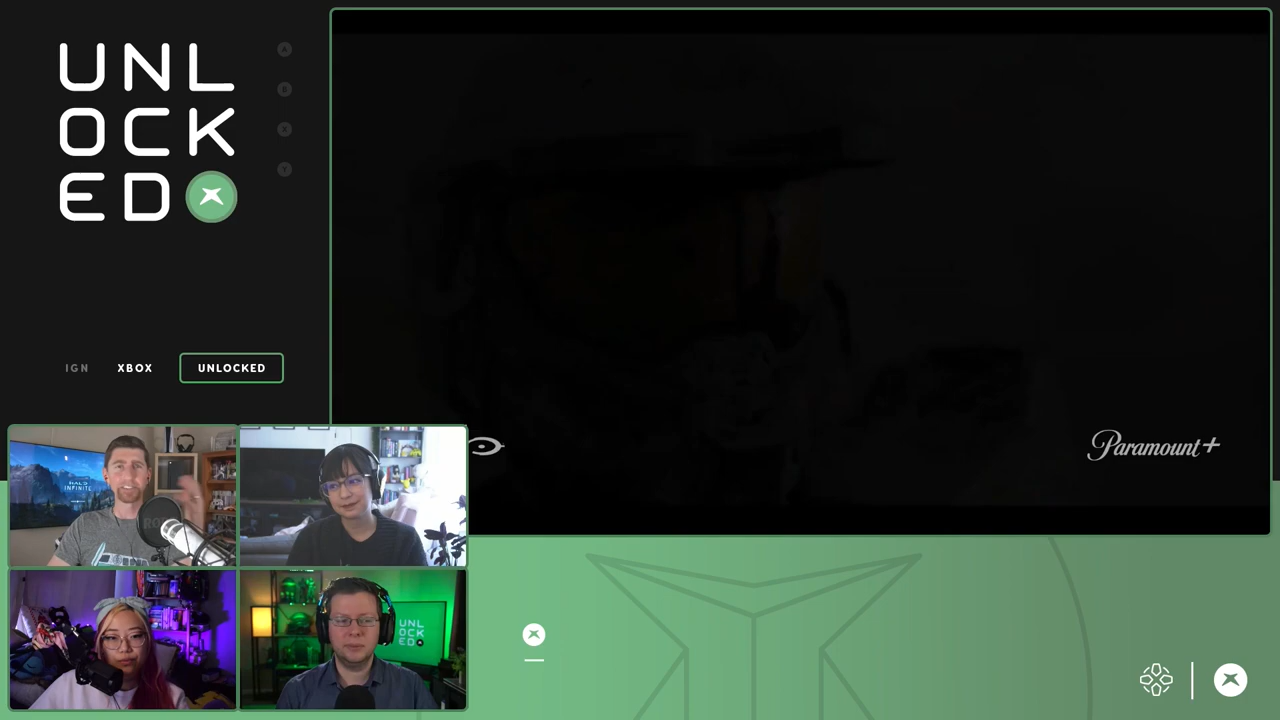 UNL
OCK
ED
A
B
X
Y
IGN XBOX UNLOCKED
Paramount+
HALO
INFINITE
UNL
OCK
ED